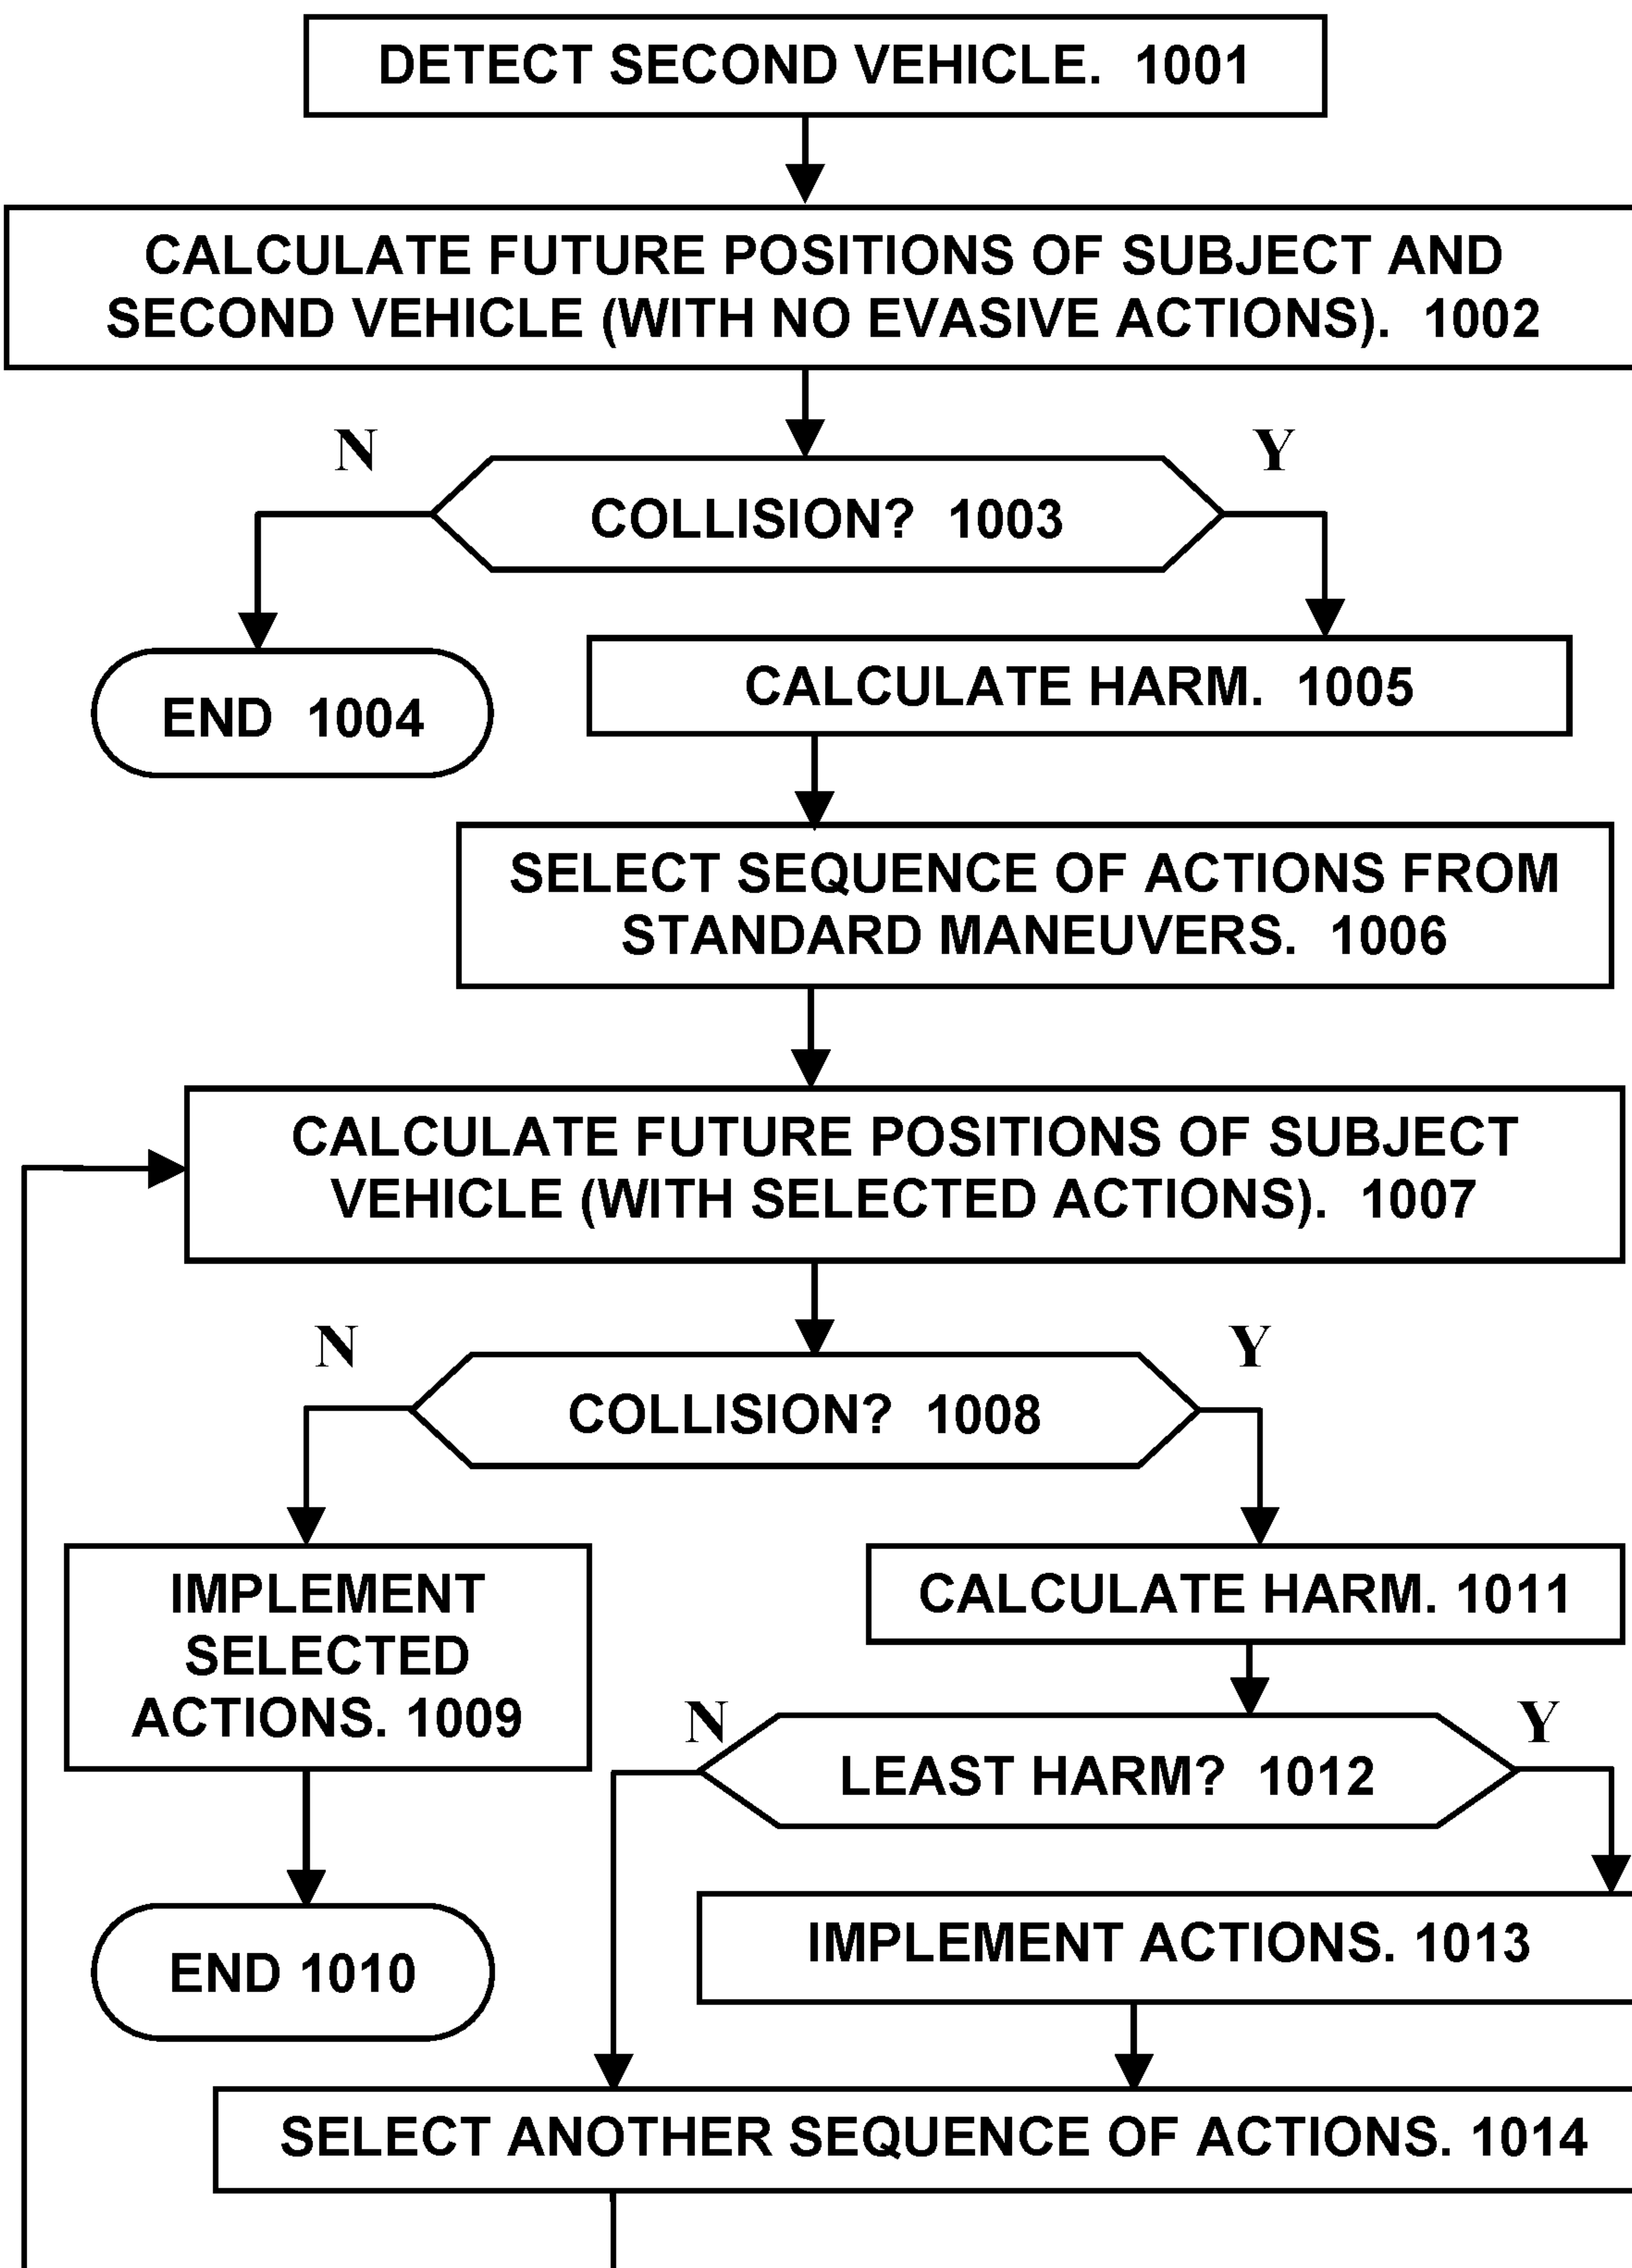 DETECT SECOND VEHICLE. 1001
CALCULATE FUTURE POSITIONS OF SUBJECT AND
SECOND VEHICLE (WITH NO EVASIVE ACTIONS). 1002
N
Y
COLLISION? 1003
END 1004
CALCULATE HARM. 1005
SELECT SEQUENCE OF ACTIONS FROM
STANDARD MANEUVERS. 1006
CALCULATE FUTURE POSITIONS OF SUBJECT
VEHICLE (WITH SELECTED ACTIONS). 1007
N
Y
COLLISION? 1008
IMPLEMENT
SELECTED
ACTIONS. 1009
END 1010
CALCULATE HARM. 1011
N
Y
LEAST HARM? 1012
IMPLEMENT ACTIONS. 1013
SELECT ANOTHER SEQUENCE OF ACTIONS. 1014